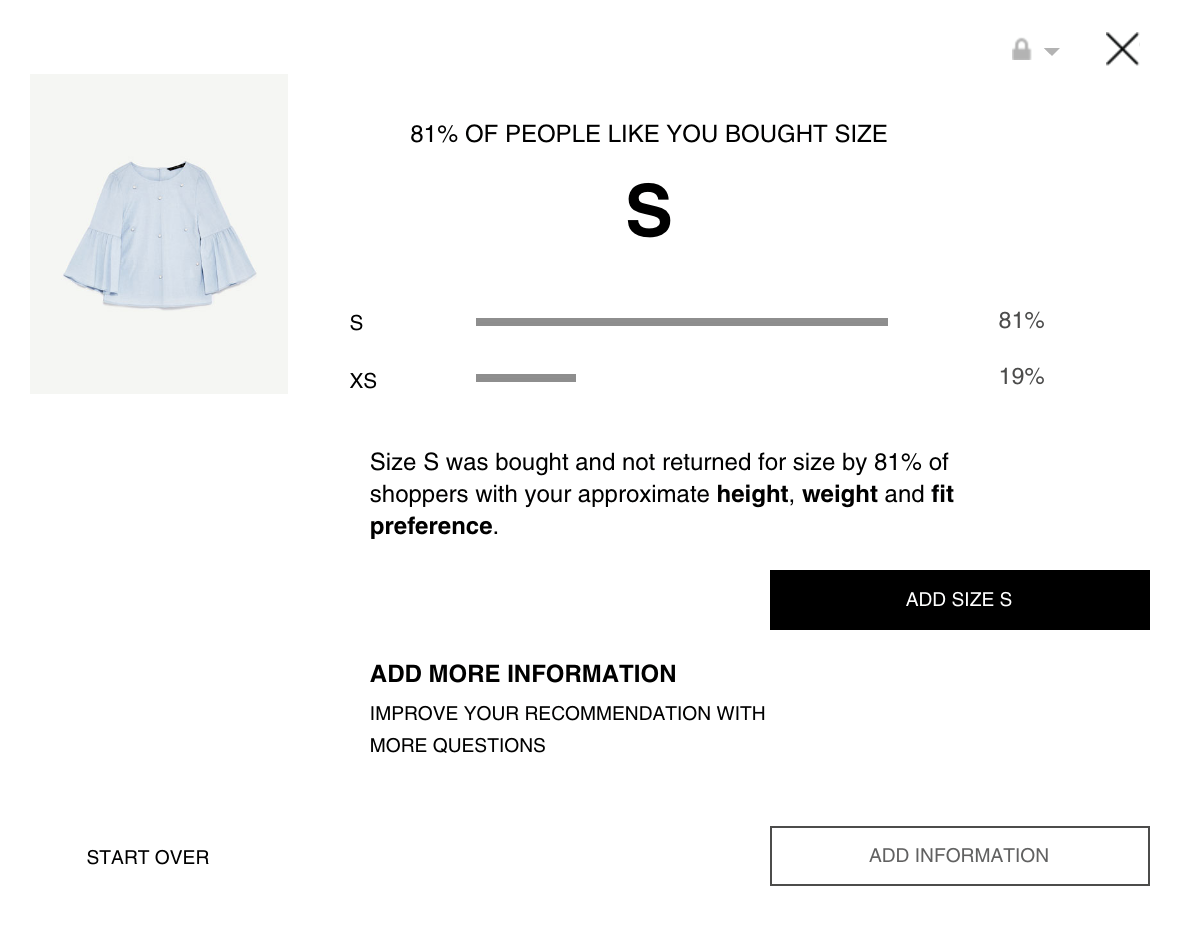 81% OF PEOPLE LIKE YOU BOUGHT SIZE
S
S 81%
XS 19%
Size S was bought and not returned for size by 81% of
shoppers with your approximate height, weight and fit
preference.
ADD SIZE S
ADD MORE INFORMATION
IMPROVE YOUR RECOMMENDATION WITH
MORE QUESTIONS
START OVER
ADD INFORMATION